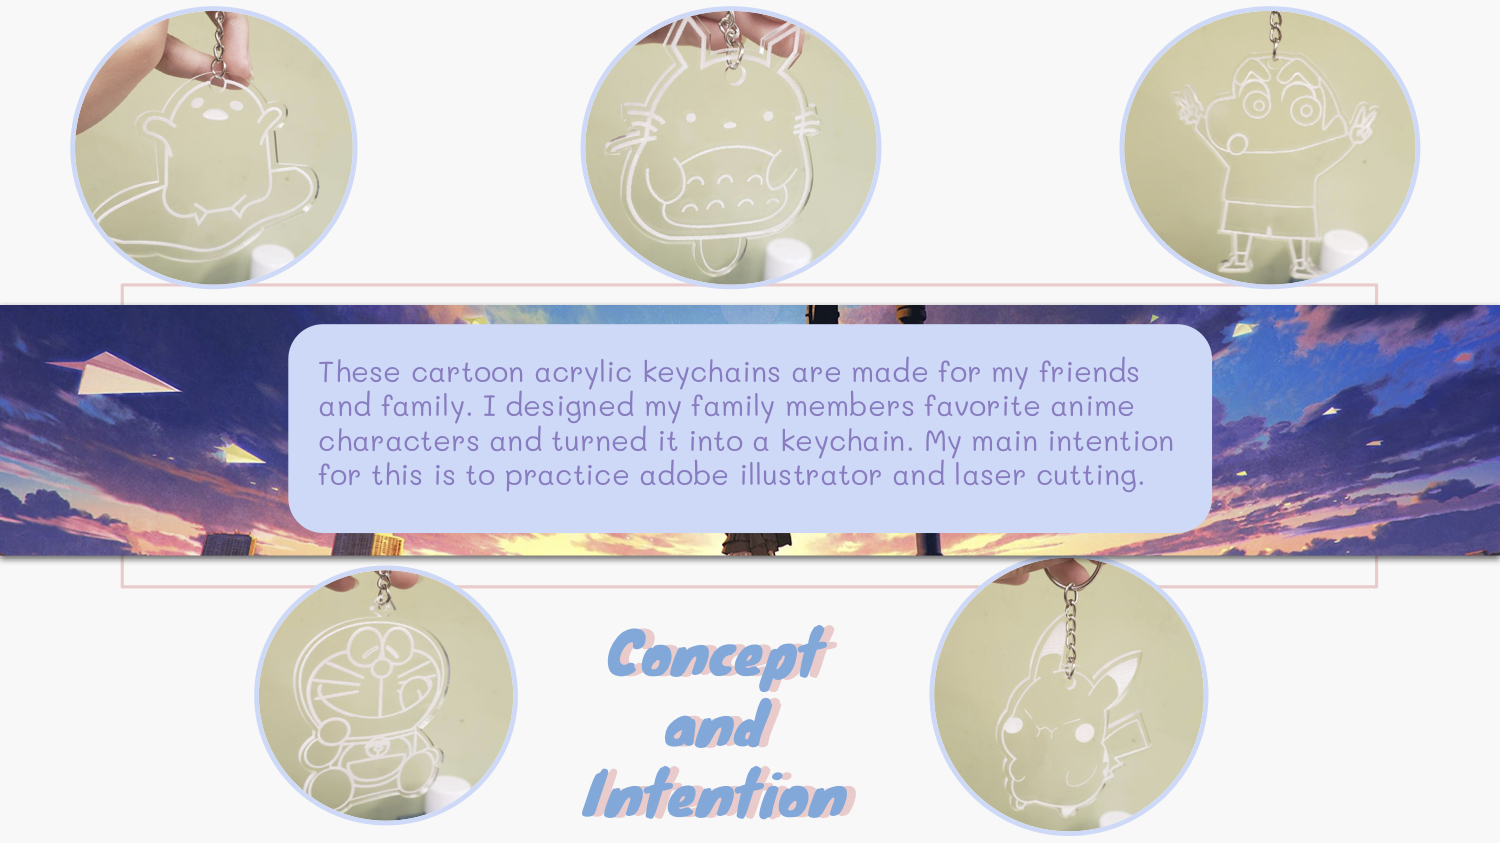 These cartoon acrylic keychains are made for my friends
and family. I designed my family members favorite anime
characters and turned it into a keychain. My main intention
for this is to practice adobe illustrator and laser cutting.
Concept
and
Intention